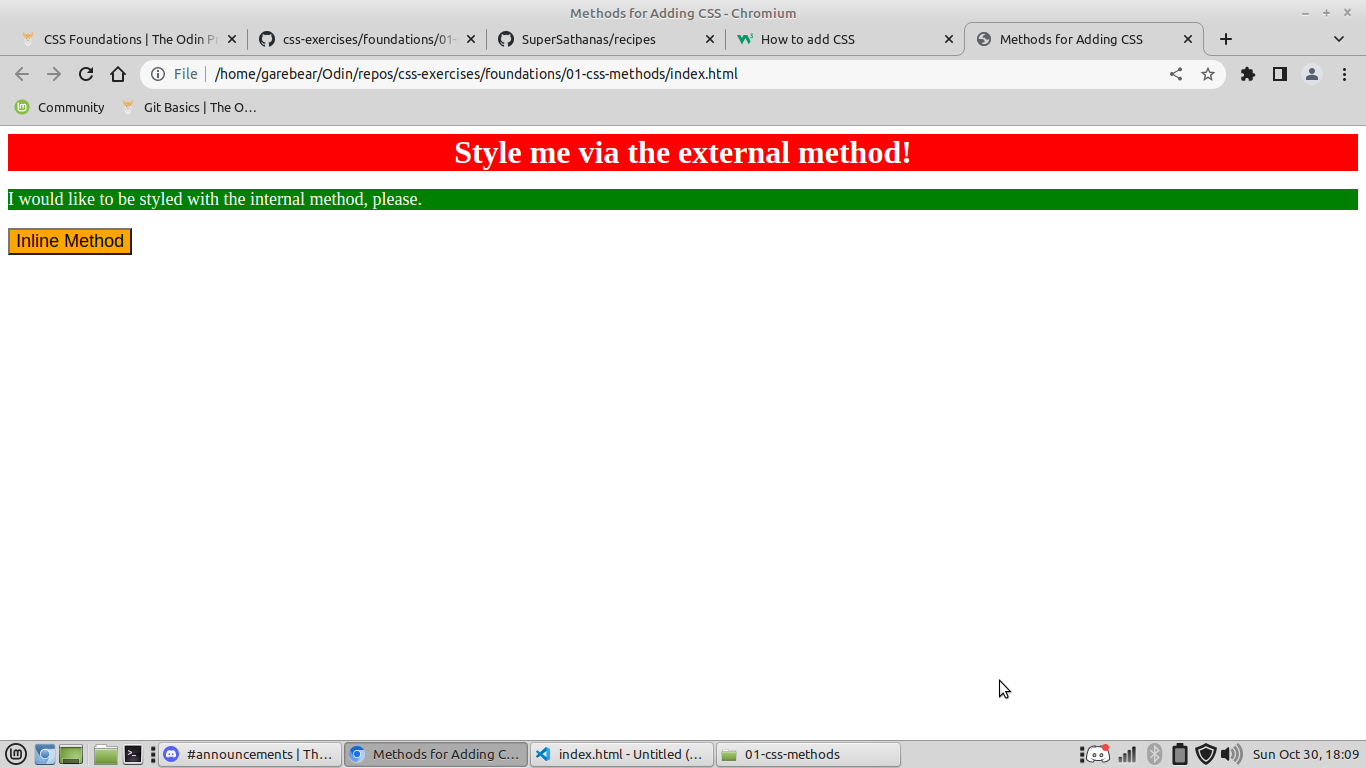 Methods for Adding CSS - Chromium
CSS Foundations | The Odin Pr
css-exercises/foundations/01-
SuperSathanas/recipes
How to add CSS
Methods for Adding CSS
File
/home/garebear/Odin/repos/css-exercises/foundations/01-css-methods/index.html
Community
Git Basics | The O…
Style me via the external method!
I would like to be styled with the internal method, please.
Inline Method
#announcements | Th...
Methods for Adding C...
index.html - Untitled (...
01-css-methods
Sun Oct 30, 18:09